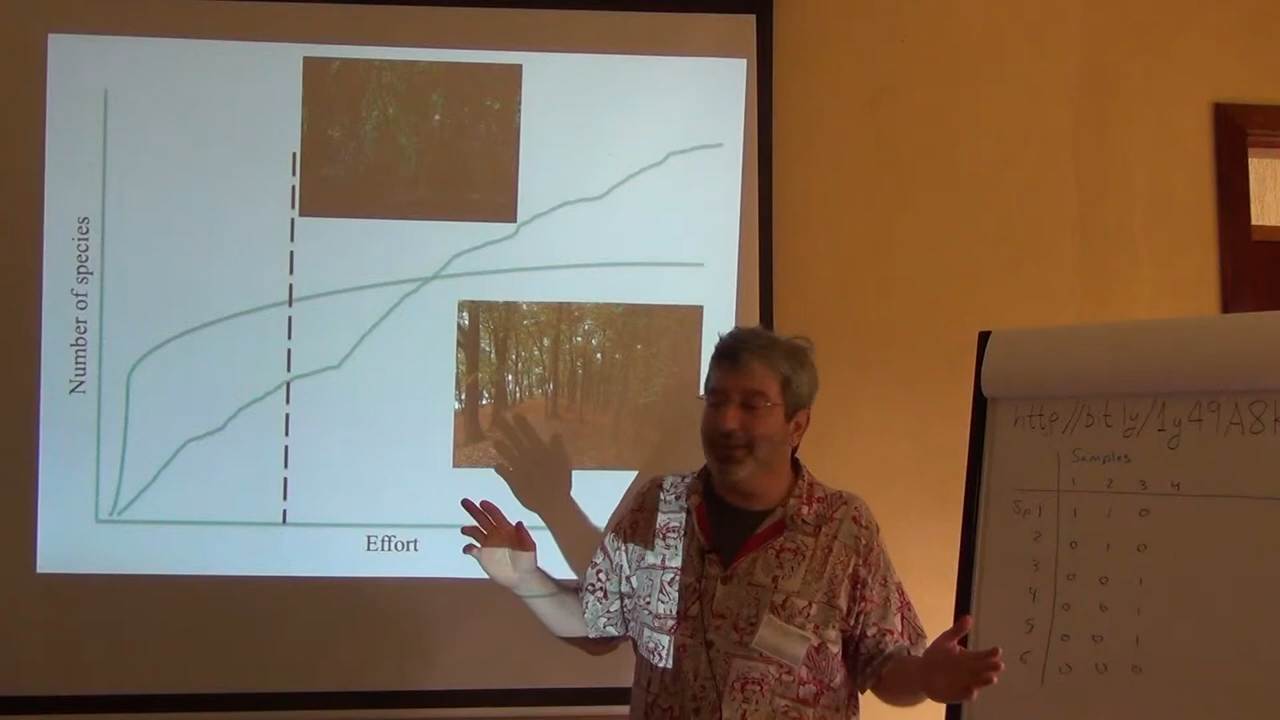 Number of species
Effort
http://bit.ly/1y49A8
Samples
1 2 3 4
Sp 1 1 1 0
2 0 1 0
3 0 0 1
4 0 0 1
5 0 0 1
6 0 0 0